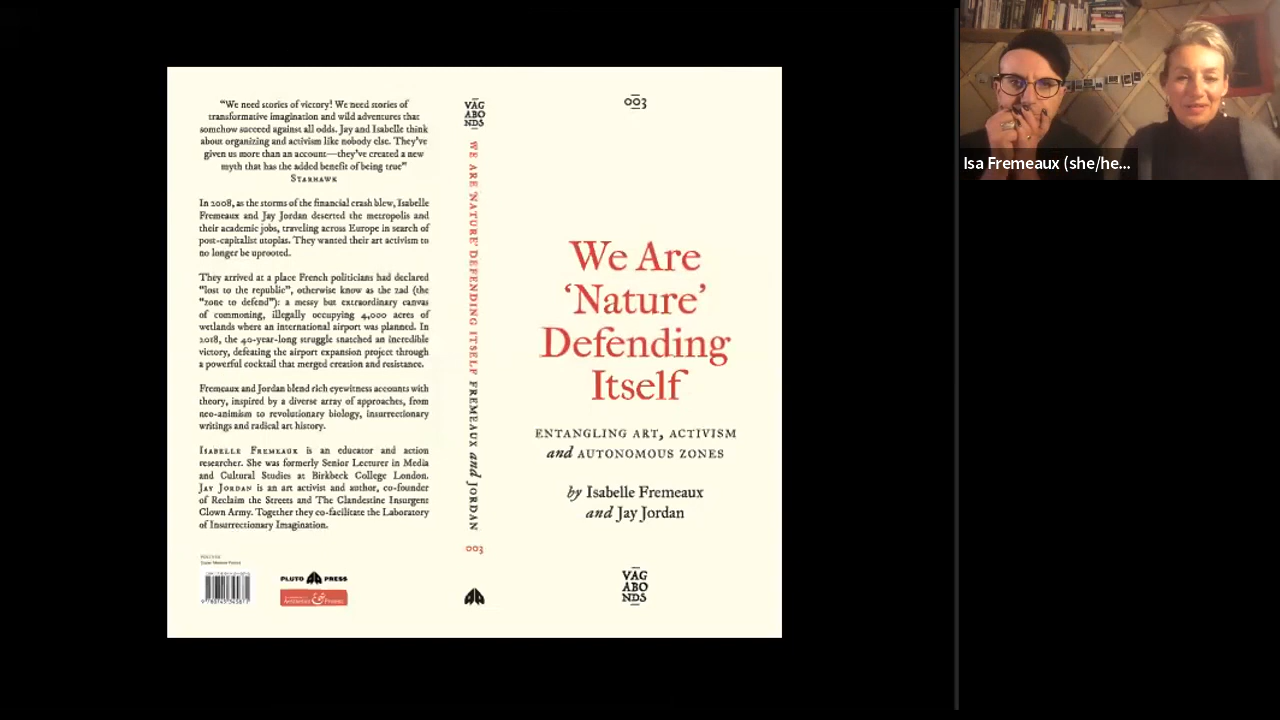 “We need stories of victory! We need stories of
transformative imagination and wild adventures that
somehow succeed against all odds. Jay and Isabelle think
about organizing and activism like nobody else. They’ve
given us more than an account—they’ve created a new
myth that has the added benefit of being true”
Starhawk
In 2008, as the storms of the financial crash blew, Isabelle
Fremeaux and Jay Jordan deserted the metropolis and
their academic jobs, traveling across Europe in search of
post-capitalist utopias. They wanted their art activism to
no longer be uprooted.
They arrived at a place French politicians had declared
“lost to the republic”, otherwise know as the zad (the
“zone to defend”): a messy but extraordinary canvas
of commoning, illegally occupying 4,000 acres of
wetlands where an international airport was planned. In
2018, the 40-year-long struggle snatched an incredible
victory, defeating the airport expansion project through
a powerful cocktail that merged creation and resistance.
Fremeaux and Jordan blend rich eyewitness accounts with
theory, inspired by a diverse array of approaches, from
neo-animism to revolutionary biology, insurrectionary
writings and radical art history.
Isabelle Fremeaux is an educator and action
researcher. She was formerly Senior Lecturer in Media
and Cultural Studies at Birkbeck College London.
Jay Jordan is an art activist and author, co-founder
of Reclaim the Streets and The Clandestine Insurgent
Clown Army. Together they co-facilitate the Laboratory
of Insurrectionary Imagination.
PLUTO PRESS
VAG
ABO
NDS
WE ARE ‘NATURE’ DEFENDING ITSELF FREMEAUX and JORDAN
003
003
We Are
‘Nature’
Defending
Itself
ENTANGLING ART, ACTIVISM
and AUTONOMOUS ZONES
by Isabelle Fremeaux
and Jay Jordan
VAG
ABO
NDS
Isa Fremeaux (she/he...